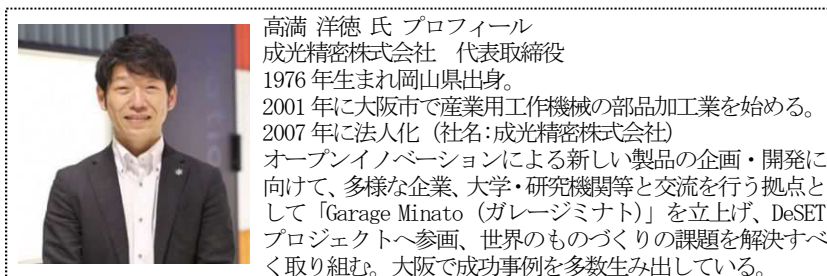 高満 洋徳 氏 プロフィール
成光精密株式会社　代表取締役
1976 年生まれ岡山県出身。
2001 年に大阪市で産業用工作機械の部品加工業を始める。
2007 年に法人化（社名:成光精密株式会社）
オープンイノベーションによる新しい製品の企画・開発に
向けて、多様な企業、大学・研究機関等と交流を行う拠点と
して「Garage Minato（ガレージミナト）」を立上げ、DeSET
プロジェクトへ参画、世界のものづくりの課題を解決すべ
く取り組む。大阪で成功事例を多数生み出している。